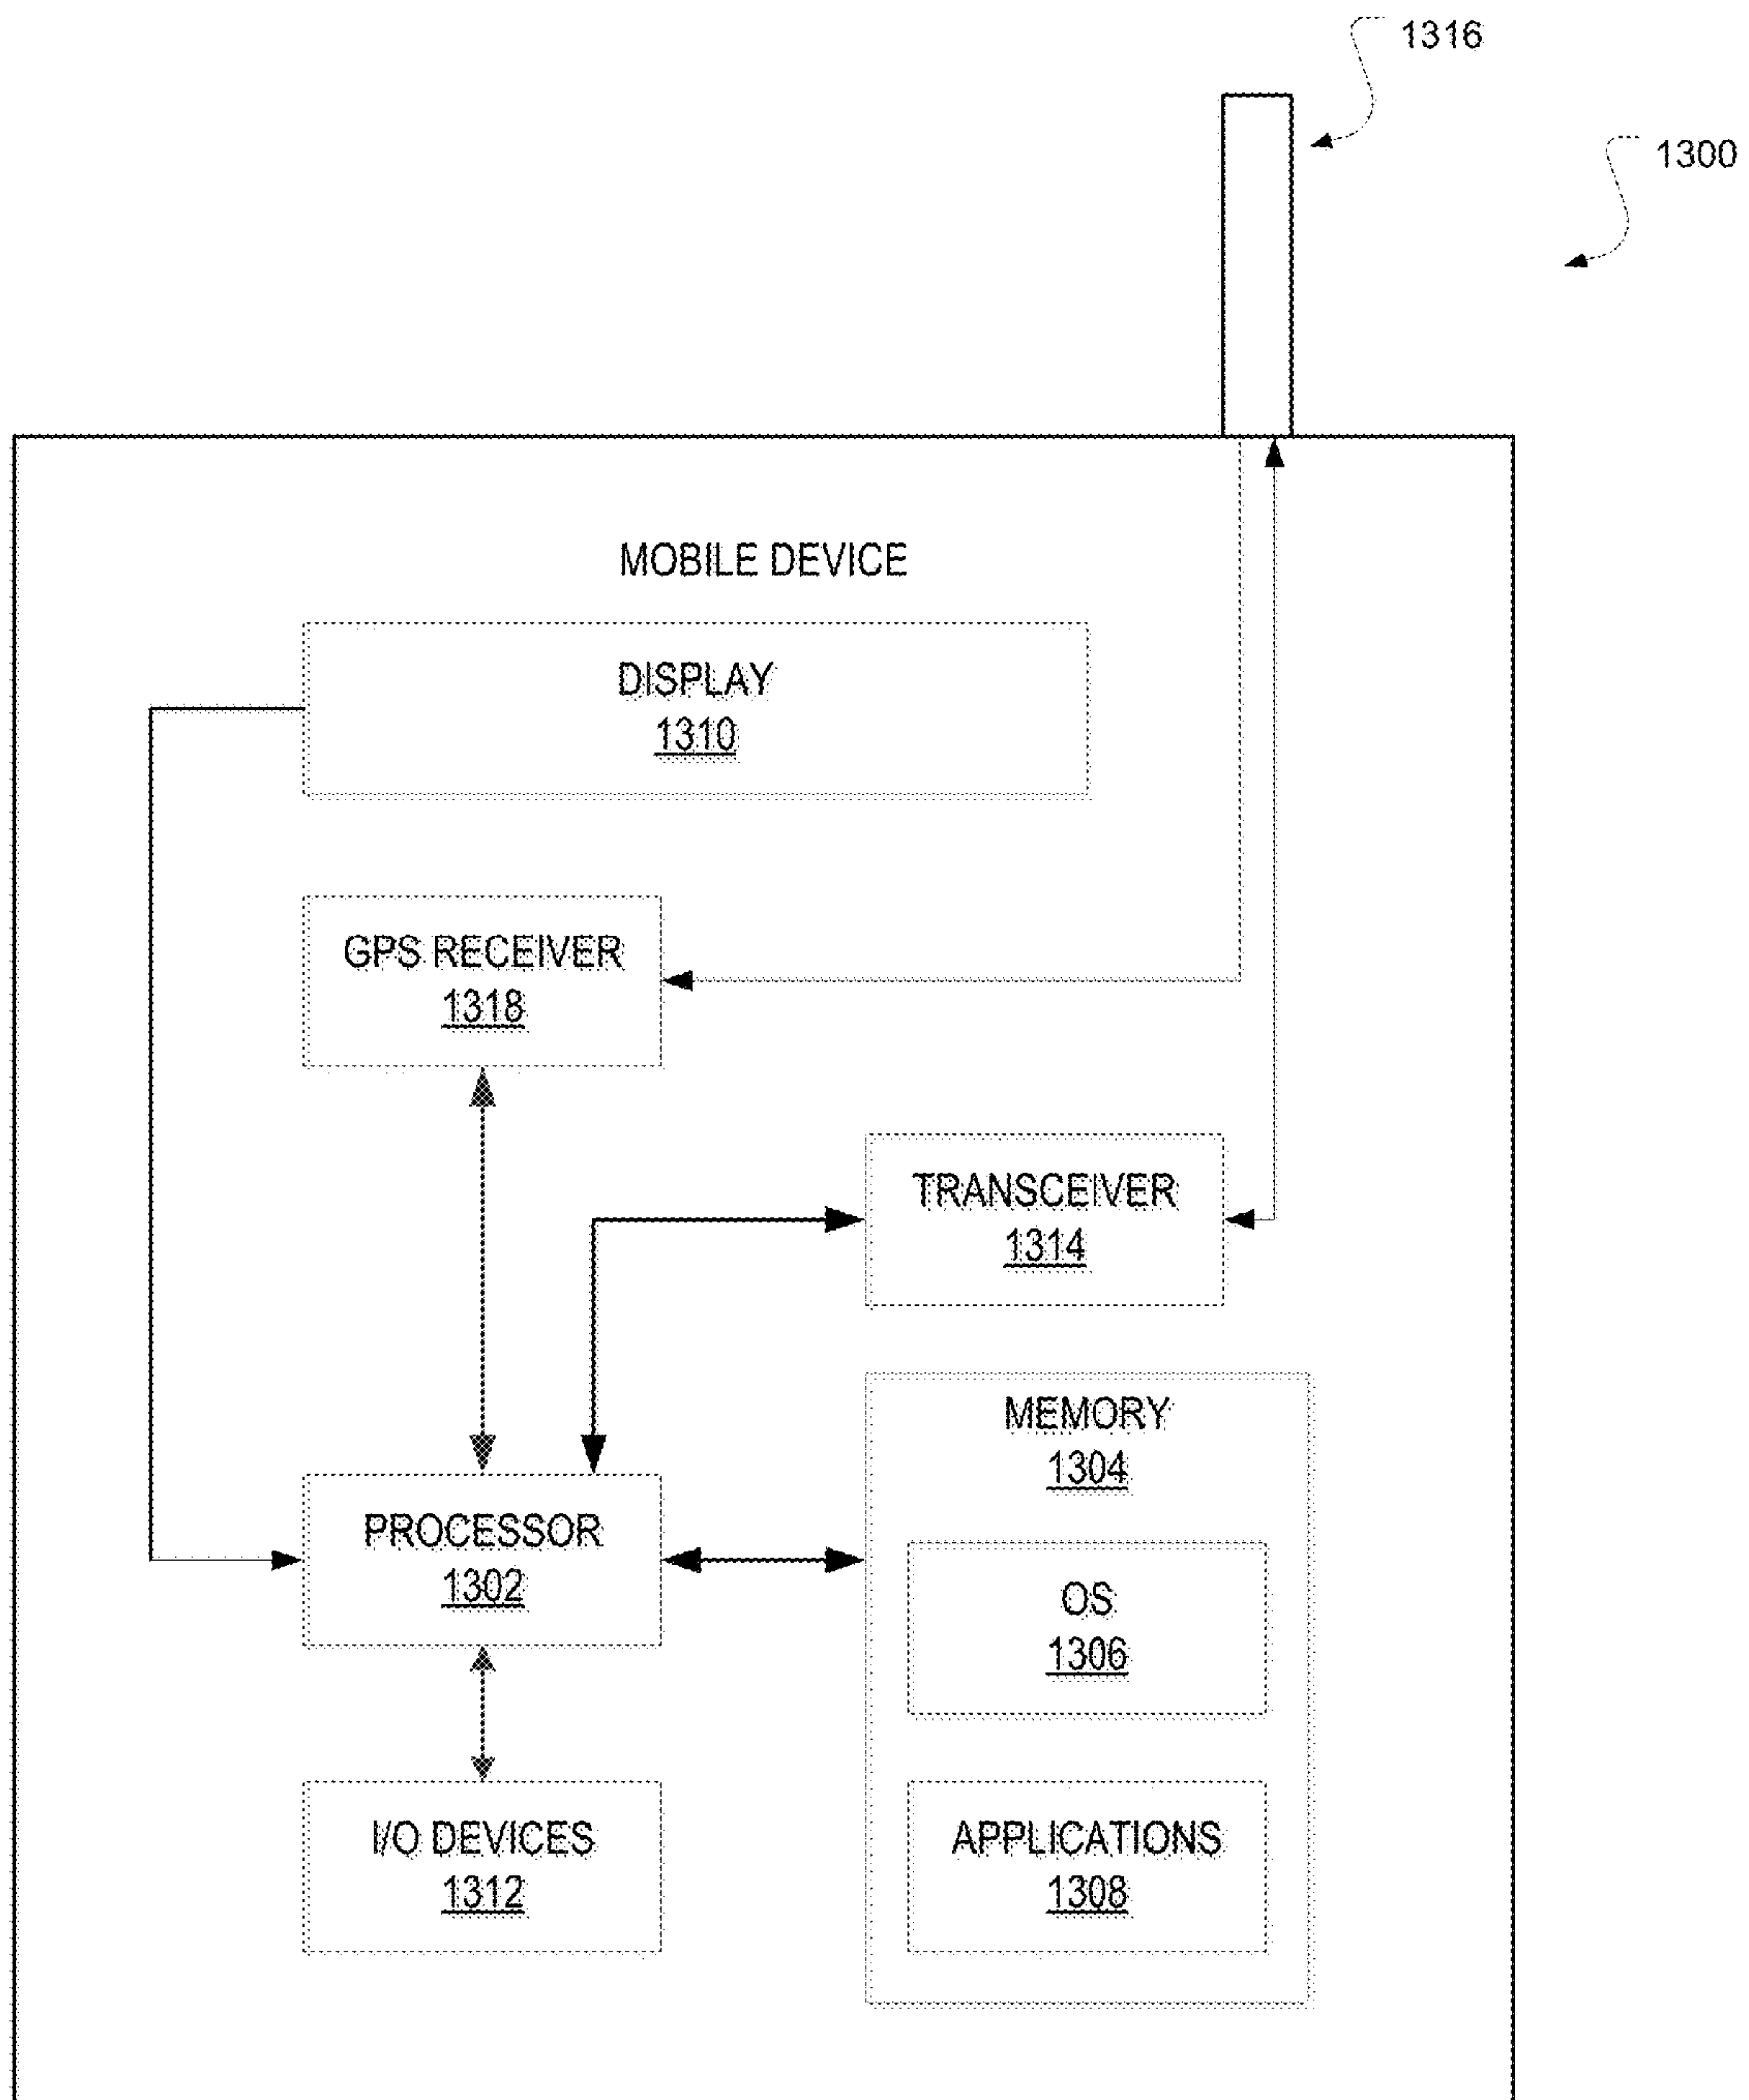 1316
1300
MOBILE DEVICE
DISPLAY
1310
GPS RECEIVER
1318
TRANSCEIVER
1314
MEMORY
1304
PROCESSOR
1302
OS
1306
I/O DEVICES
1312
APPLICATIONS
1308